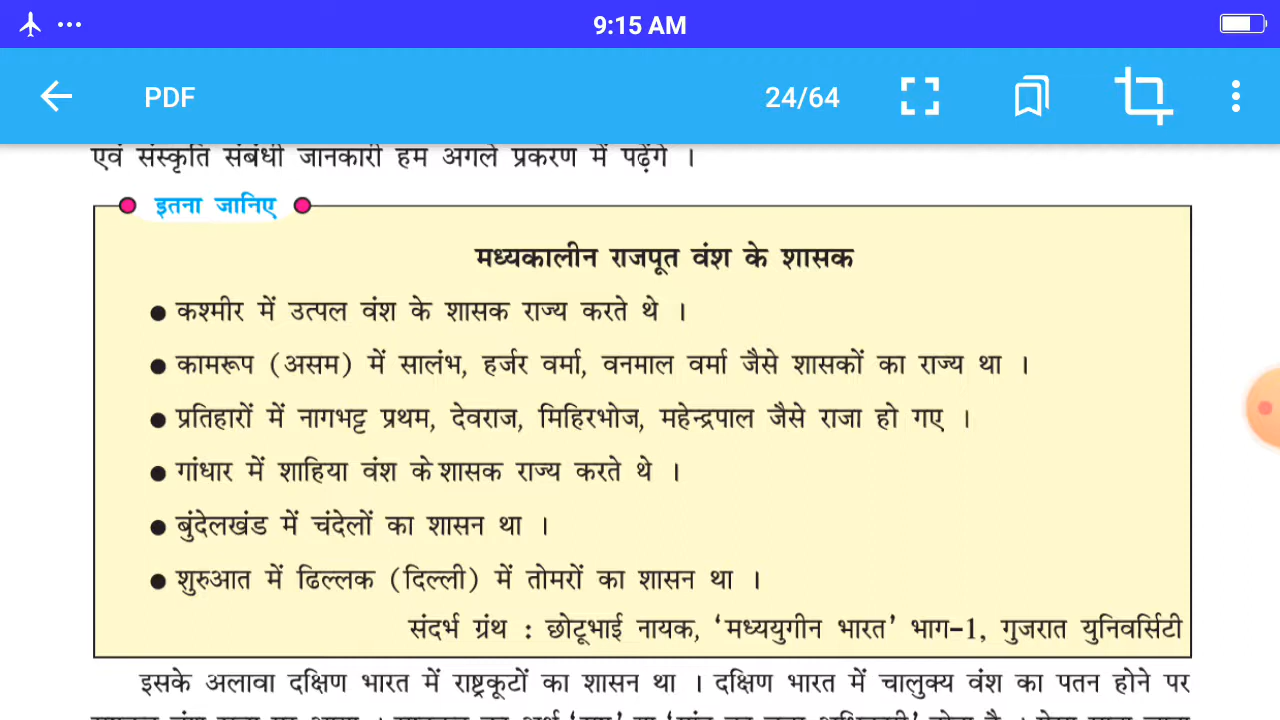 9:15 AM
PDF
24/64
एवं संस्कृति संबंधी जानकारी हम अगले प्रकरण में पढ़ेंगे ।
इतना जानिए
मध्यकालीन राजपूत वंश के शासक
● कश्मीर में उत्पल वंश के शासक राज्य करते थे ।
● कामरूप (असम) में सालंभ, हर्जर वर्मा, वनमाल वर्मा जैसे शासकों का राज्य था ।
● प्रतिहारों में नागभट्ट प्रथम, देवराज, मिहिरभोज, महेन्द्रपाल जैसे राजा हो गए ।
● गांधार में शाहिया वंश के शासक राज्य करते थे ।
● बुंदेलखंड में चंदेलों का शासन था ।
● शुरुआत में ढिल्लक (दिल्ली) में तोमरों का शासन था ।
संदर्भ ग्रंथ : छोटूभाई नायक, ‘मध्ययुगीन भारत’ भाग-1, गुजरात युनिवर्सिटी
इसके अलावा दक्षिण भारत में राष्ट्रकूटों का शासन था । दक्षिण भारत में चालुक्य वंश का पतन होने पर